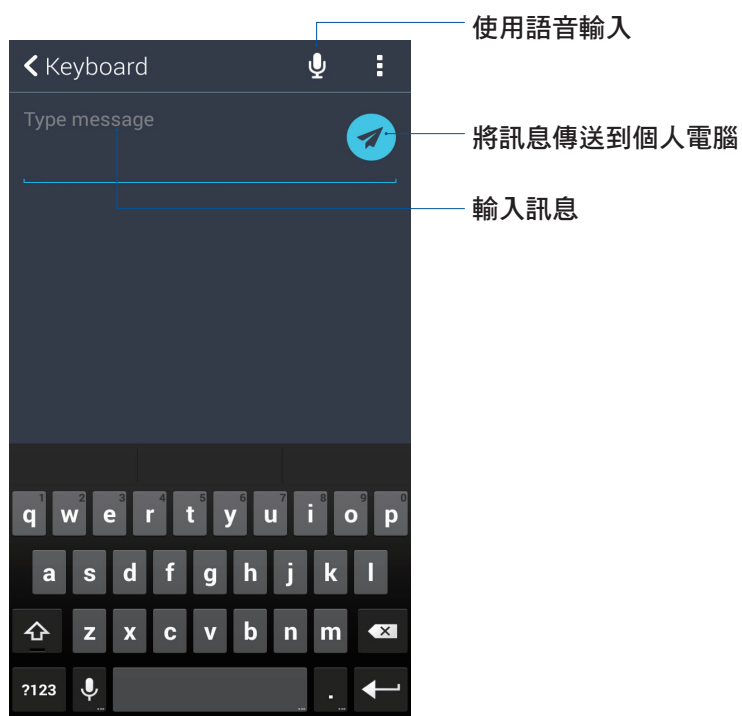 使用語音輸入
Keyboard
Type message
將訊息傳送到個人電腦
輸入訊息
1 2 3 4 5 6 7 8 9 0
q w e r t y u i o p
a s d f g h j k l
z x c v b n m
?123 ... ... . ...